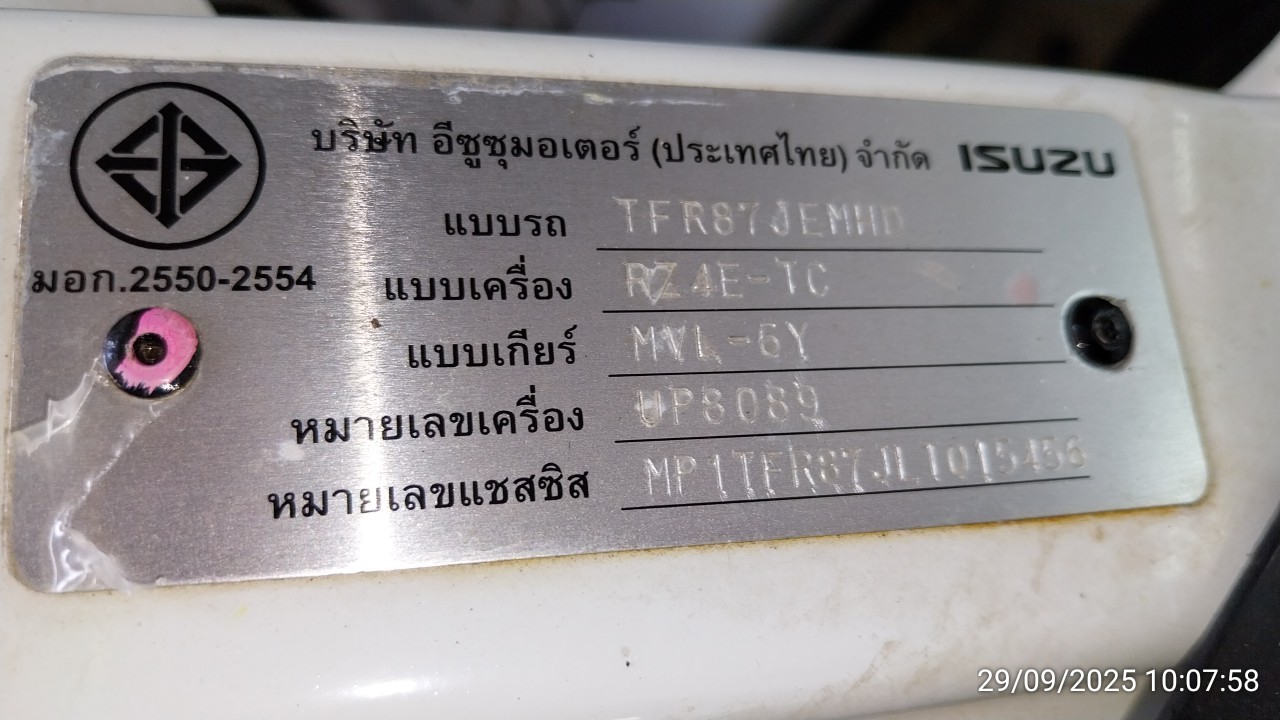 บริษัท อีซูซุมอเตอร์ (ประเทศไทย) จำกัด ISUZU
แบบรถ TFR87JEMHD
มอก.2550-2554
แบบเครื่อง RZ4E-TC
แบบเกียร์ MVL-6Y
หมายเลขเครื่อง UP8089
หมายเลขแชสซิส MP1TFR87JL1015456
29/09/2025 10:07:58